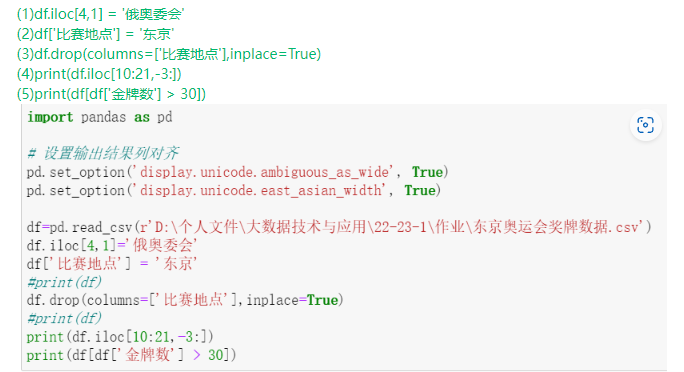 (1)df.iloc[4,1] = '俄奥委会'
(2)df['比赛地点'] = '东京'
(3)df.drop(columns=['比赛地点'],inplace=True)
(4)print(df.iloc[10:21,-3:])
(5)print(df[df['金牌数'] > 30])
import pandas as pd
# 设置输出结果列对齐
pd.set_option('display.unicode.ambiguous_as_wide', True)
pd.set_option('display.unicode.east_asian_width', True)
df=pd.read_csv(r'D:\个人文件\大数据技术与应用\22-23-1\作业\东京奥运会奖牌数据.csv')
df.iloc[4,1]='俄奥委会'
df['比赛地点'] = '东京'
#print(df)
df.drop(columns=['比赛地点'],inplace=True)
#print(df)
print(df.iloc[10:21,-3:])
print(df[df['金牌数'] > 30])